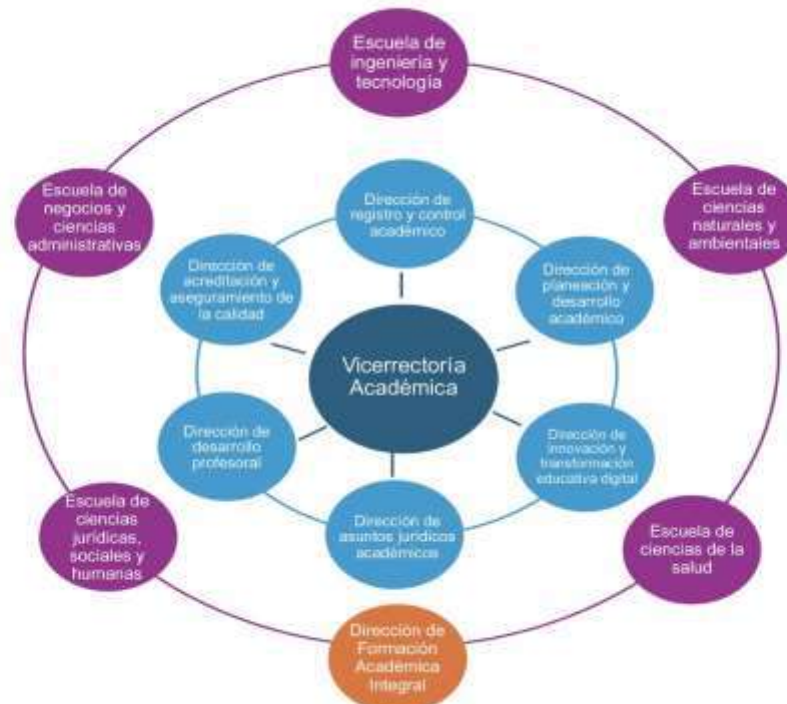 Escuela de
ingeniería y
tecnología
Escuela de
negocios y
ciencias
administrativas
Dirección de
registro y control
académico
Escuela de
ciencias
naturales y
ambientales
Dirección de
acreditación y
aseguramiento de
la calidad
Dirección de
planeación y
desarrollo
académico
Vicerrectoría
Académica
Dirección de
desarrollo
profesoral
Dirección de
innovación y
transformación
educativa digital
Escuela de
ciencias
jurídicas,
sociales y
humanas
Dirección de
asuntos jurídicos
académicos
Escuela de
ciencias de la
salud
Dirección de
Formación
Académica
Integral